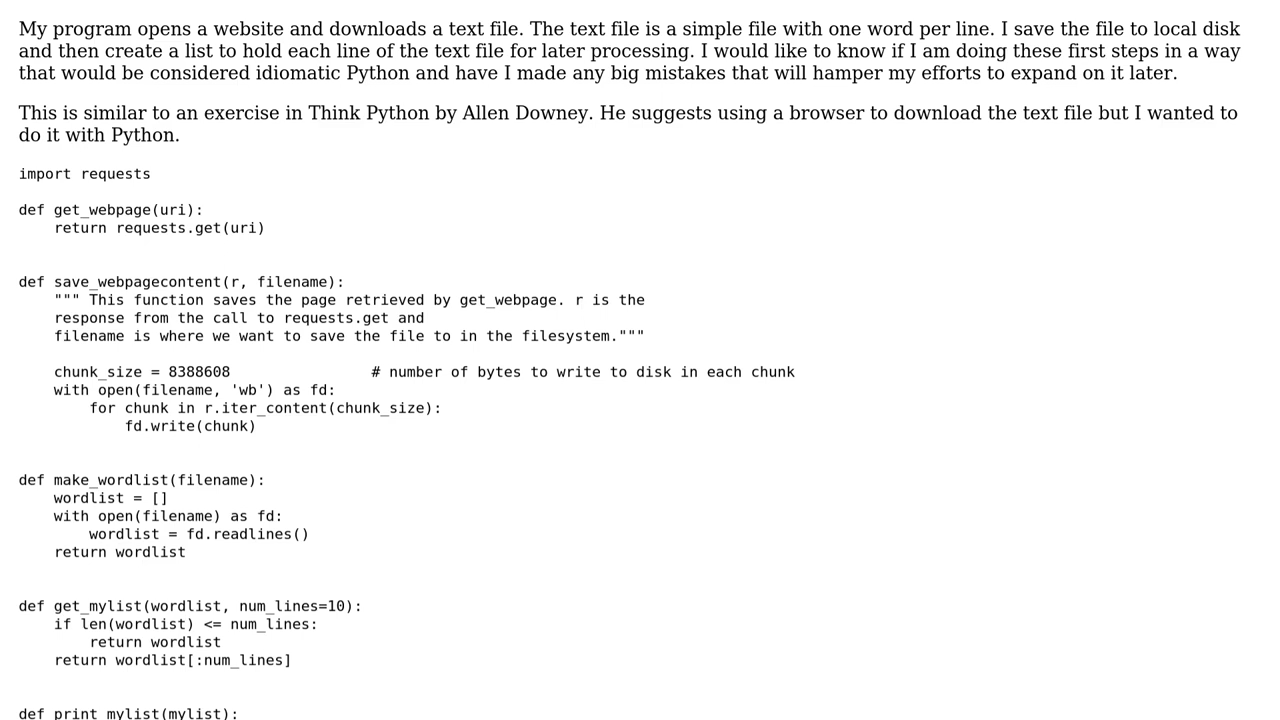 My program opens a website and downloads a text file. The text file is a simple file with one word per line. I save the file to local disk
and then create a list to hold each line of the text file for later processing. I would like to know if I am doing these first steps in a way
that would be considered idiomatic Python and have I made any big mistakes that will hamper my efforts to expand on it later.
This is similar to an exercise in Think Python by Allen Downey. He suggests using a browser to download the text file but I wanted to
do it with Python.
import requests
def get_webpage(uri):
    return requests.get(uri)
def save_webpagecontent(r, filename):
    """ This function saves the page retrieved by get_webpage. r is the
    response from the call to requests.get and
    filename is where we want to save the file to in the filesystem."""
    chunk_size = 8388608                # number of bytes to write to disk in each chunk
    with open(filename, 'wb') as fd:
        for chunk in r.iter_content(chunk_size):
            fd.write(chunk)
def make_wordlist(filename):
    wordlist = []
    with open(filename) as fd:
        wordlist = fd.readlines()
    return wordlist
def get_mylist(wordlist, num_lines=10):
    if len(wordlist) <= num_lines:
        return wordlist
    return wordlist[:num_lines]
def print_mylist(mylist):